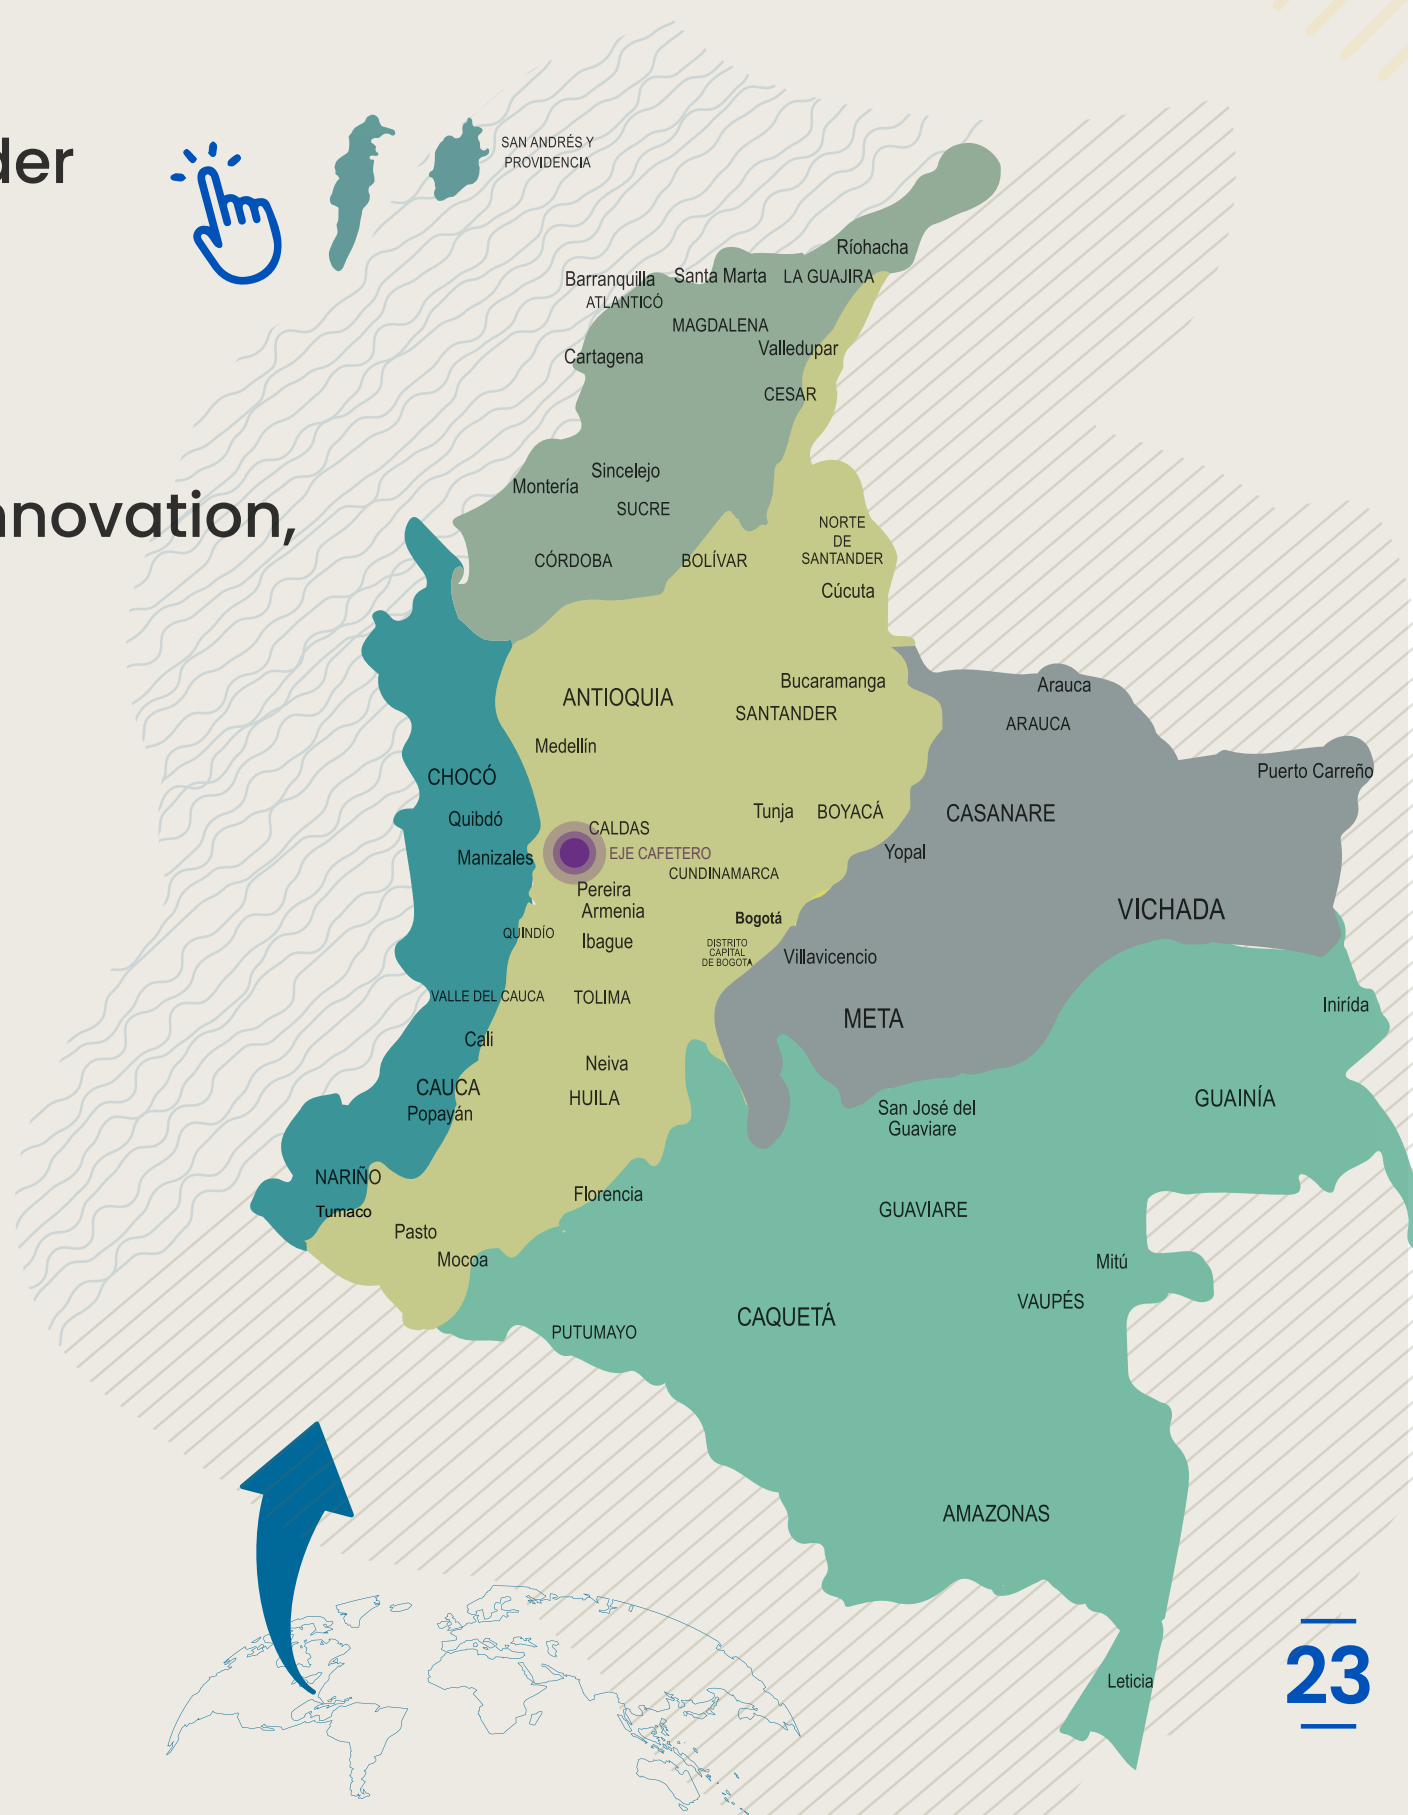 der
SAN ANDRÉS Y
PROVIDENCIA
Ríohacha
Barranquilla
Santa Marta
LA GUAJIRA
ATLANTICÓ
MAGDALENA
Valledupar
Cartagena
CESAR
Sincelejo
Montería
SUCRE
nnovation,
NORTE
DE
SANTANDER
CÓRDOBA
BOLÍVAR
Cúcuta
Bucaramanga
Arauca
ANTIOQUIA
SANTANDER
ARAUCA
Medellín
CHOCÓ
Puerto Carreño
Quibdó
Tunja
BOYACÁ
CASANARE
CALDAS
Manizales
EJE CAFETERO
Yopal
CUNDINAMARCA
Pereira
Armenia
VICHADA
Bogotá
QUINDÍO
Ibague
DISTRITO
CAPITAL
DE BOGOTA
Villavicencio
VALLE DEL CAUCA
TOLIMA
Inirída
META
Cali
Neiva
CAUCA
HUILA
GUAINÍA
Popayán
San José del
Guaviare
NARIÑO
Florencia
Tumaco
GUAVIARE
Pasto
Mocoa
Mitú
VAUPÉS
CAQUETÁ
PUTUMAYO
AMAZONAS
Leticia
23